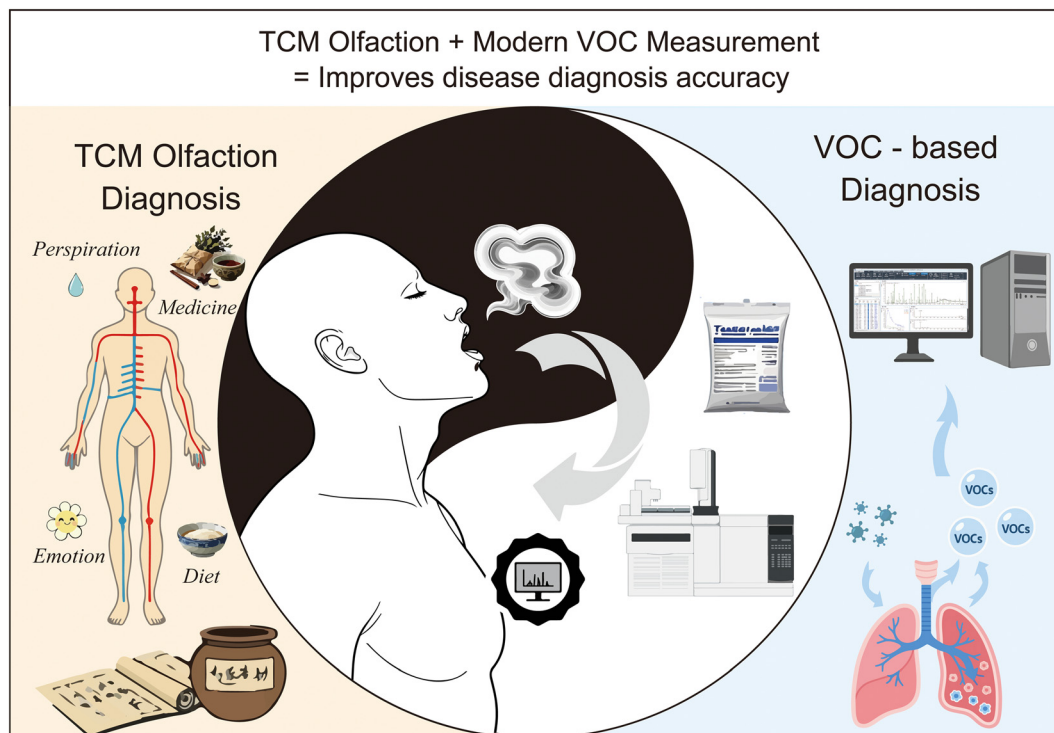 TCM Olfaction + Modern VOC Measurement
= Improves disease diagnosis accuracy
TCM Olfaction
Diagnosis
Perspiration
Medicine
Emotion
Diet
VOC - based
Diagnosis
VOCs
VOCs
VOCs